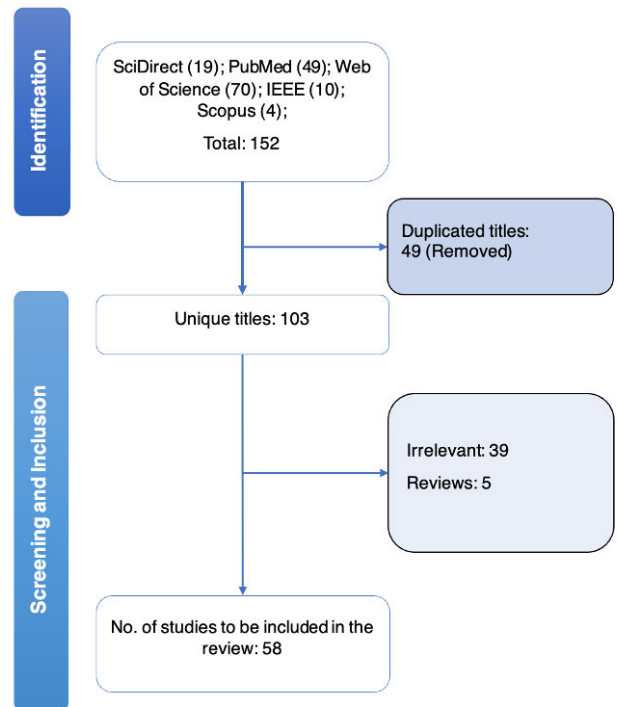 Identification
SciDirect (19); PubMed (49); Web
of Science (70); IEEE (10);
Scopus (4);
Total: 152
Duplicated titles:
49 (Removed)
Screening and Inclusion
Unique titles: 103
Irrelevant: 39
Reviews: 5
No. of studies to be included in the
review: 58